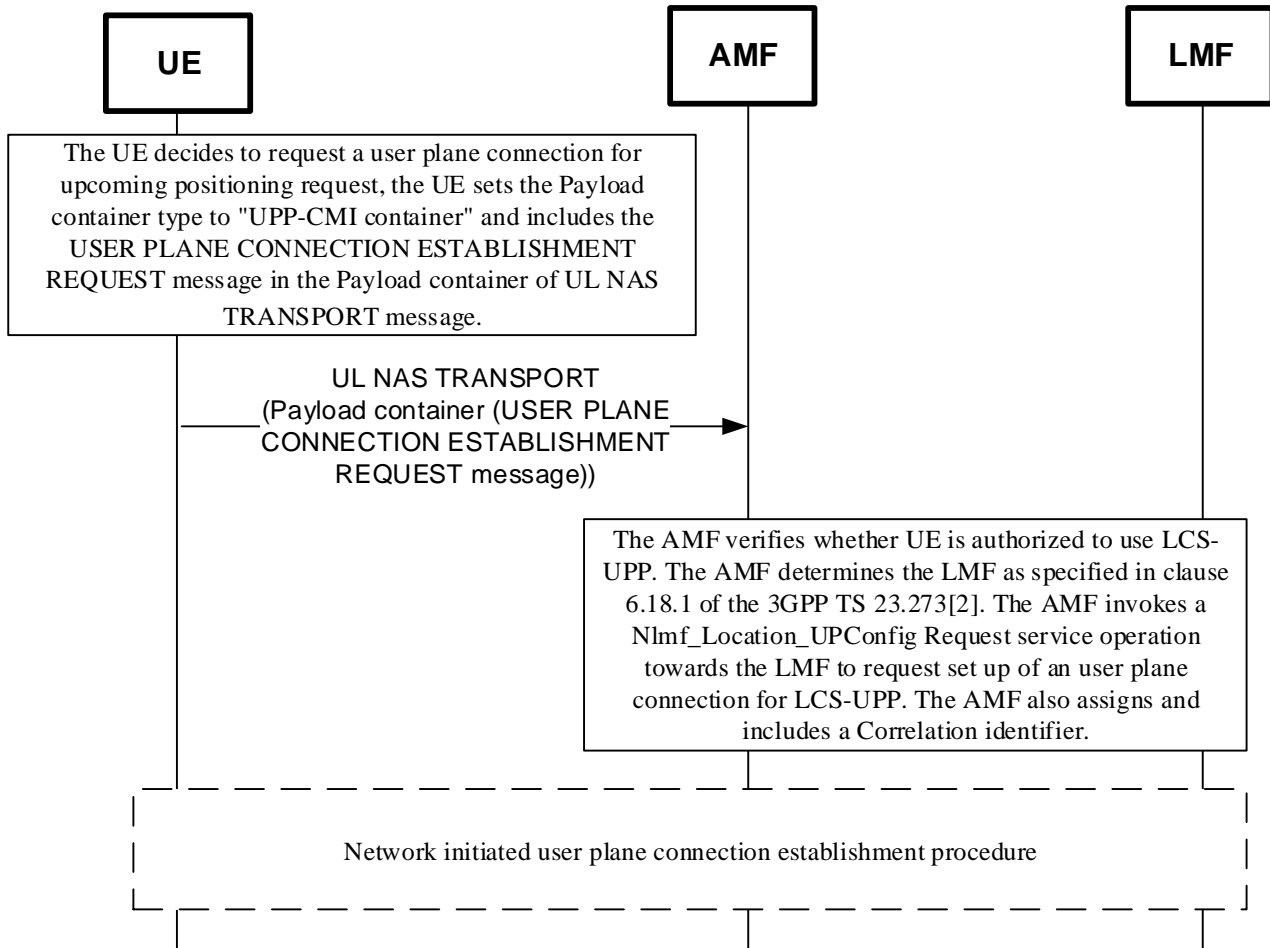 UE
AMF
LMF
The UE decides to request a user plane connection for
upcoming positioning request, the UE sets the Payload
container type to "UPP-CMI container" and includes the
USER PLANE CONNECTION ESTABLISHMENT
REQUEST message in the Payload container of UL NAS
TRANSPORT message.
UL NAS TRANSPORT
(Payload container (USER PLANE
CONNECTION ESTABLISHMENT
REQUEST message))
The AMF verifies whether UE is authorized to use LCS-
UPP. The AMF determines the LMF as specified in clause
6.18.1 of the 3GPP TS 23.273[2]. The AMF invokes a
Nlmf_Location_UPConfig Request service operation
towards the LMF to request set up of an user plane
connection for LCS-UPP. The AMF also assigns and
includes a Correlation identifier.
Network initiated user plane connection establishment procedure